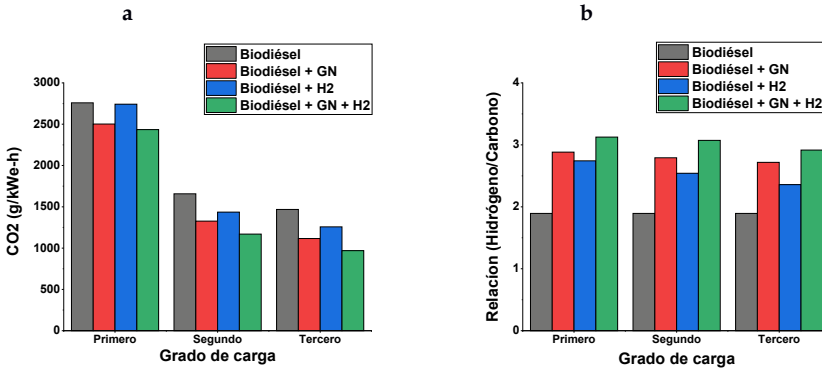 a
Biodiésel
Biodiésel + GN
Biodiésel + H2
Biodiésel + GN + H2
3000
2500
2000
1500
1000
500
0
CO2 (g/kWe-h)
Primero
Segundo
Tercero
Grado de carga
b
Biodiésel
Biodiésel + GN
Biodiésel + H2
Biodiésel + GN + H2
4
3
2
1
0
Relacíon (Hidrógeno/Carbono)
Primero
Segundo
Tercero
Grado de carga